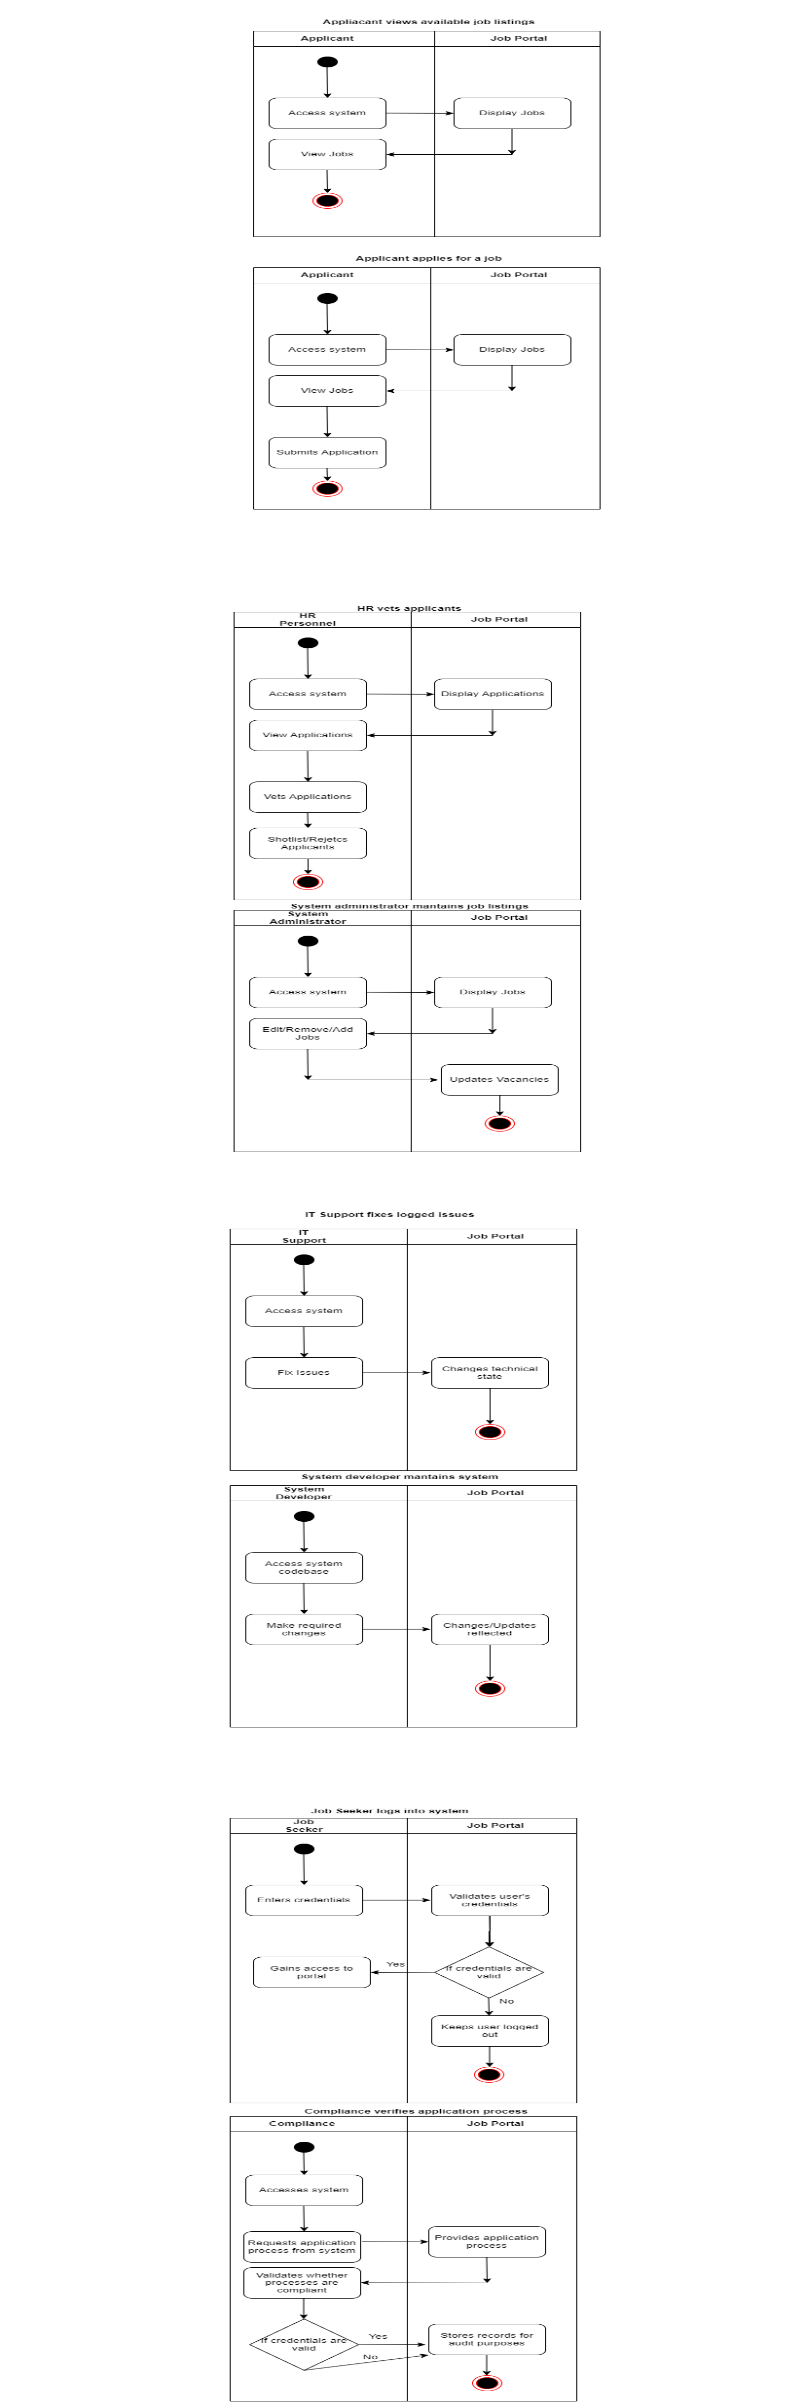 Appliacant views available job listings
Applicant
Job Portal
Access system
Display Jobs
View Jobs
Applicant applies for a job
Applicant
Job Portal
Access system
Display Jobs
View Jobs
Submits Application
HR vets applicants
HR
Personnel
Job Portal
Access system
Display Applications
View Applications
Vets Applications
Shotlist/Rejetcs
Applicants
System administrator mantains job listings
System
Administrator
Job Portal
Access system
Display Jobs
Edit/Remove/Add
Jobs
Updates Vacancies
IT Support fixes logged issues
IT
Support
Job Portal
Access system
Fix Issues
Changes technical
state
System developer mantains system
System
Developer
Job Portal
Access system
codebase
Make required
changes
Changes/Updates
reflected
Job Seeker logs into system
Job
Seeker
Job Portal
Enters credentials
Validates user's
credentials
Gains access to
portal
Yes
If credentials are
valid
No
Keeps user logged
out
Compliance verifies application process
Compliance
Job Portal
Accesses system
Requests application
process from system
Provides application
process
Validates whether
processes are
compliant
If credentials are
valid
Yes
No
Stores records for
audit purposes